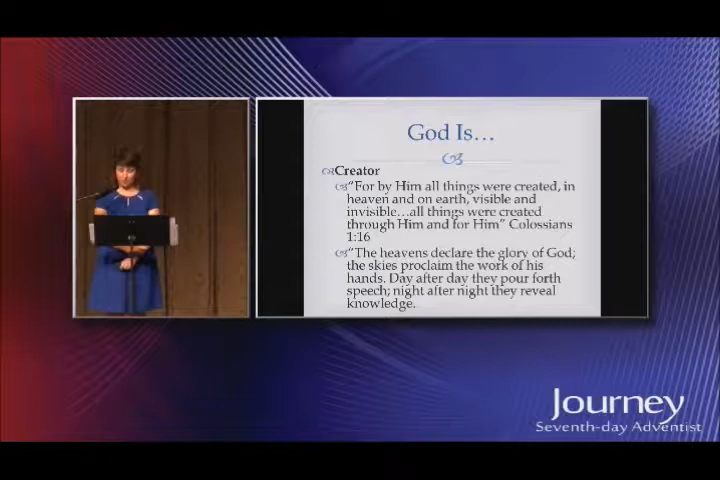 God Is…
Creator
“For by Him all things were created, in
heaven and on earth, visible and
invisible…all things were created
through Him and for Him” Colossians
1:16
“The heavens declare the glory of God;
the skies proclaim the work of his
hands. Day after day they pour forth
speech; night after night they reveal
knowledge.
Journey
Seventh-day Adventist